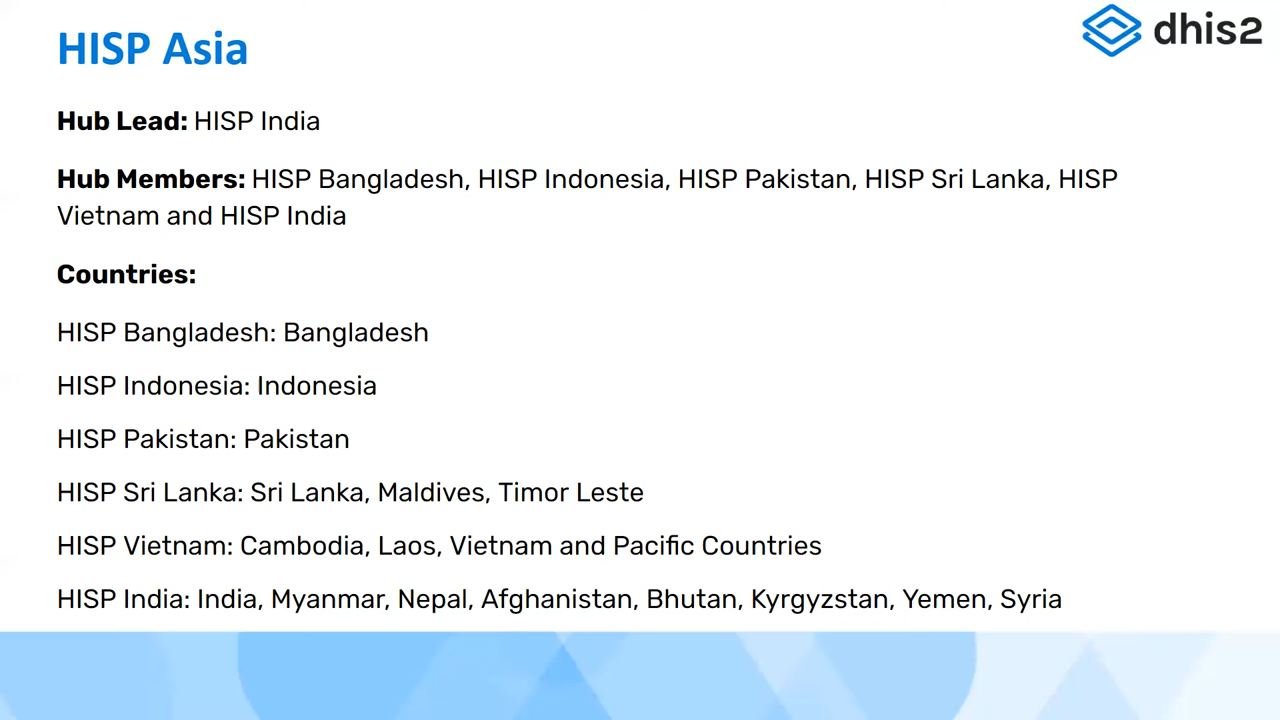 HISP Asia
dhis2
Hub Lead: HISP India
Hub Members: HISP Bangladesh, HISP Indonesia, HISP Pakistan, HISP Sri Lanka, HISP
Vietnam and HISP India
Countries:
HISP Bangladesh: Bangladesh
HISP Indonesia: Indonesia
HISP Pakistan: Pakistan
HISP Sri Lanka: Sri Lanka, Maldives, Timor Leste
HISP Vietnam: Cambodia, Laos, Vietnam and Pacific Countries
HISP India: India, Myanmar, Nepal, Afghanistan, Bhutan, Kyrgyzstan, Yemen, Syria